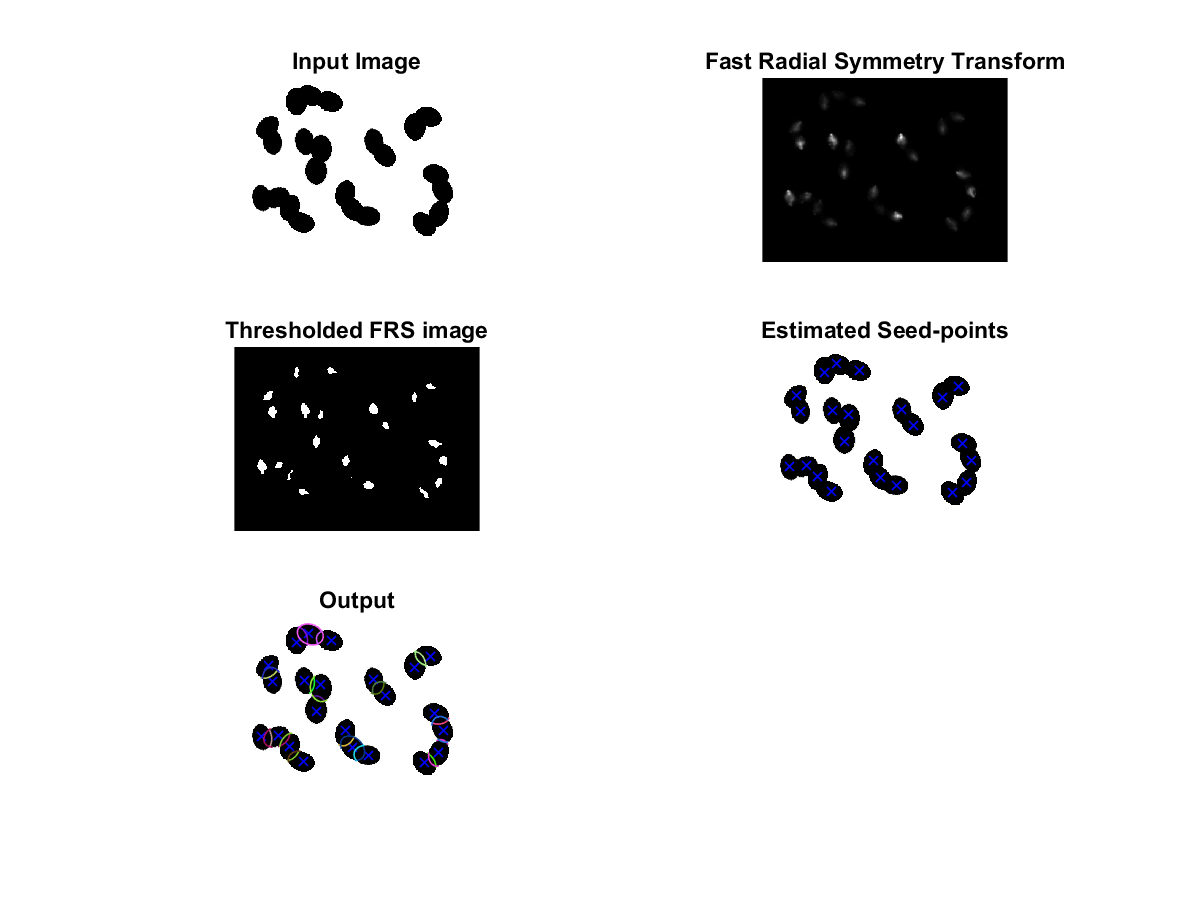 Input Image
Fast Radial Symmetry Transform
Thresholded FRS image
Estimated Seed-points
Output